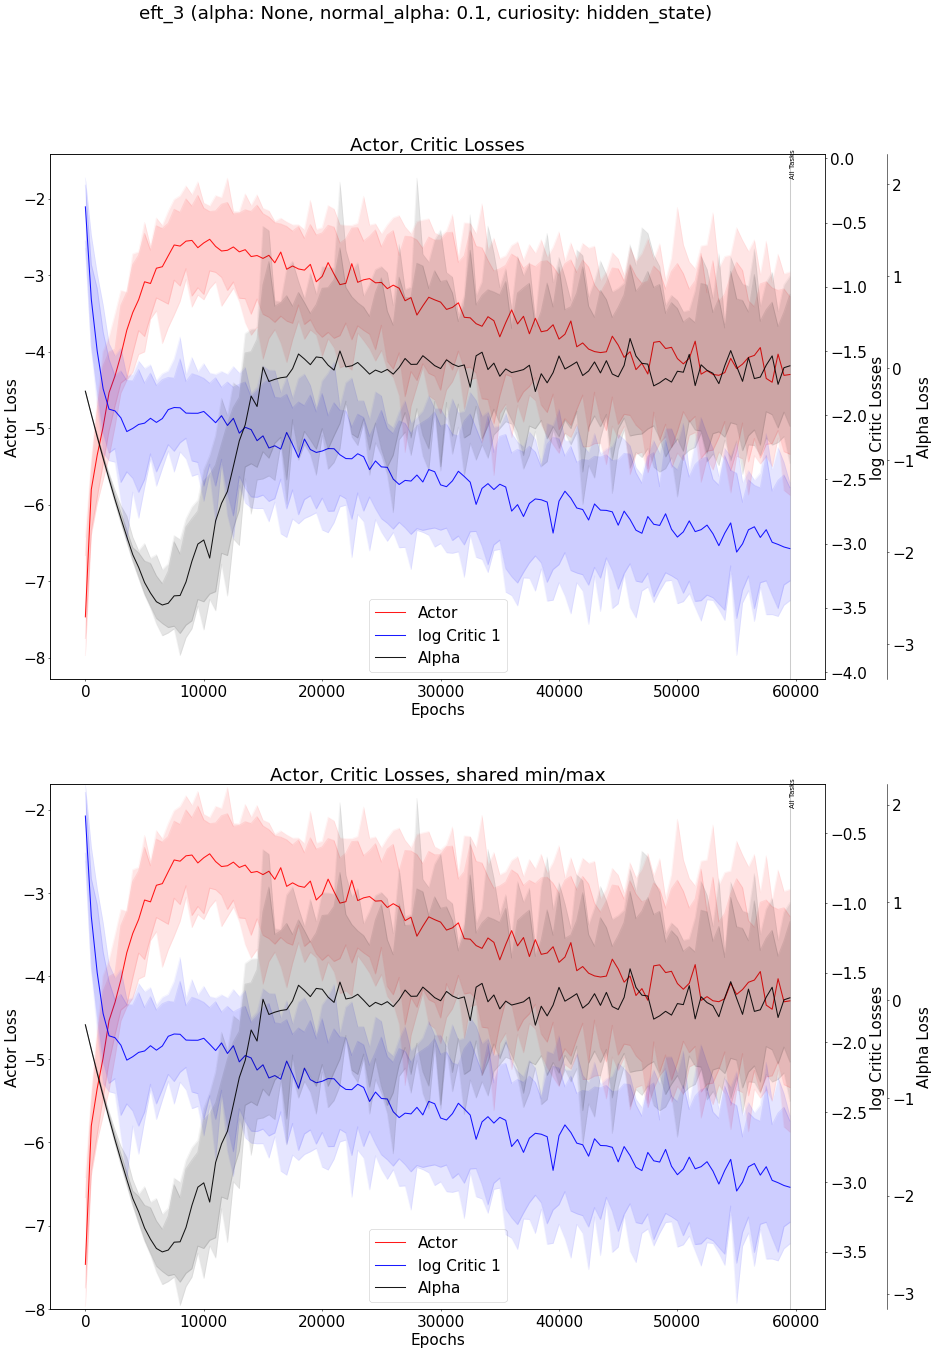 eft_3 (alpha: None, normal_alpha: 0.1, curiosity: hidden_state)
Actor, Critic Losses
All Tasks
−2
−3
−4
−5
−6
−7
−8
Actor Loss
0.0
−0.5
−1.0
−1.5
−2.0
−2.5
−3.0
−3.5
−4.0
log Critic Losses
2
1
0
−1
−2
−3
Alpha Loss
Actor
log Critic 1
Alpha
0 10000 20000 30000 40000 50000 60000
Epochs
Actor, Critic Losses, shared min/max
All Tasks
−2
−3
−4
−5
−6
−7
−8
Actor Loss
−0.5
−1.0
−1.5
−2.0
−2.5
−3.0
−3.5
log Critic Losses
2
1
0
−1
−2
−3
Alpha Loss
Actor
log Critic 1
Alpha
0 10000 20000 30000 40000 50000 60000
Epochs